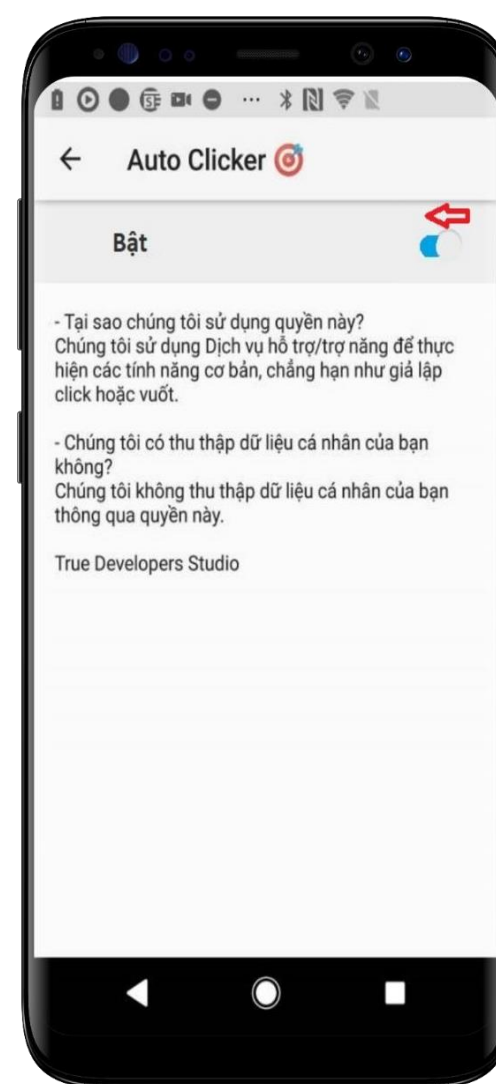 Auto Clicker
Bật
- Tại sao chúng tôi sử dụng quyền này?
Chúng tôi sử dụng Dịch vụ hỗ trợ/trợ năng để thực
hiện các tính năng cơ bản, chẳng hạn như giả lập
click hoặc vuốt.
- Chúng tôi có thu thập dữ liệu cá nhân của bạn
không?
Chúng tôi không thu thập dữ liệu cá nhân của bạn
thông qua quyền này.
True Developers Studio